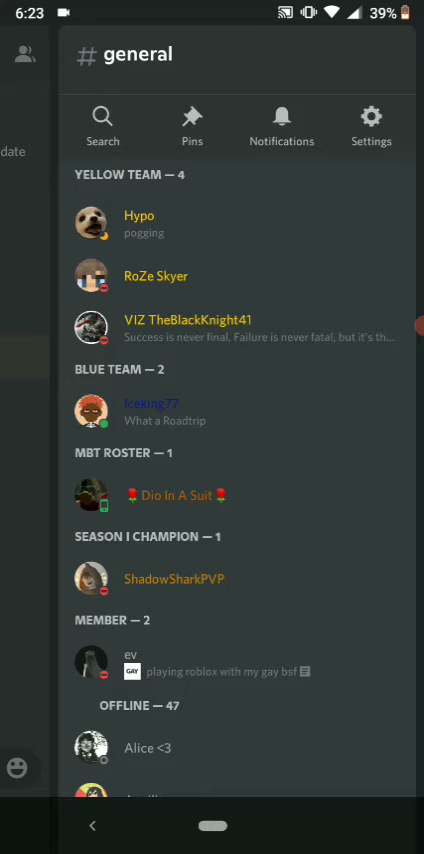 6:23
39%
# general
date
Search
Pins
Notifications
Settings
YELLOW TEAM — 4
Hypo
pogging
RoZe Skyer
VIZ TheBlackKnight41
Success is never final, Failure is never fatal, but it's th...
BLUE TEAM — 2
Iceking77
What a Roadtrip
MBT ROSTER — 1
🌹Dio In A Suit🌹
SEASON I CHAMPION — 1
ShadowSharkPVP
MEMBER — 2
ev
GAY playing roblox with my gay bsf
OFFLINE — 47
Alice <3